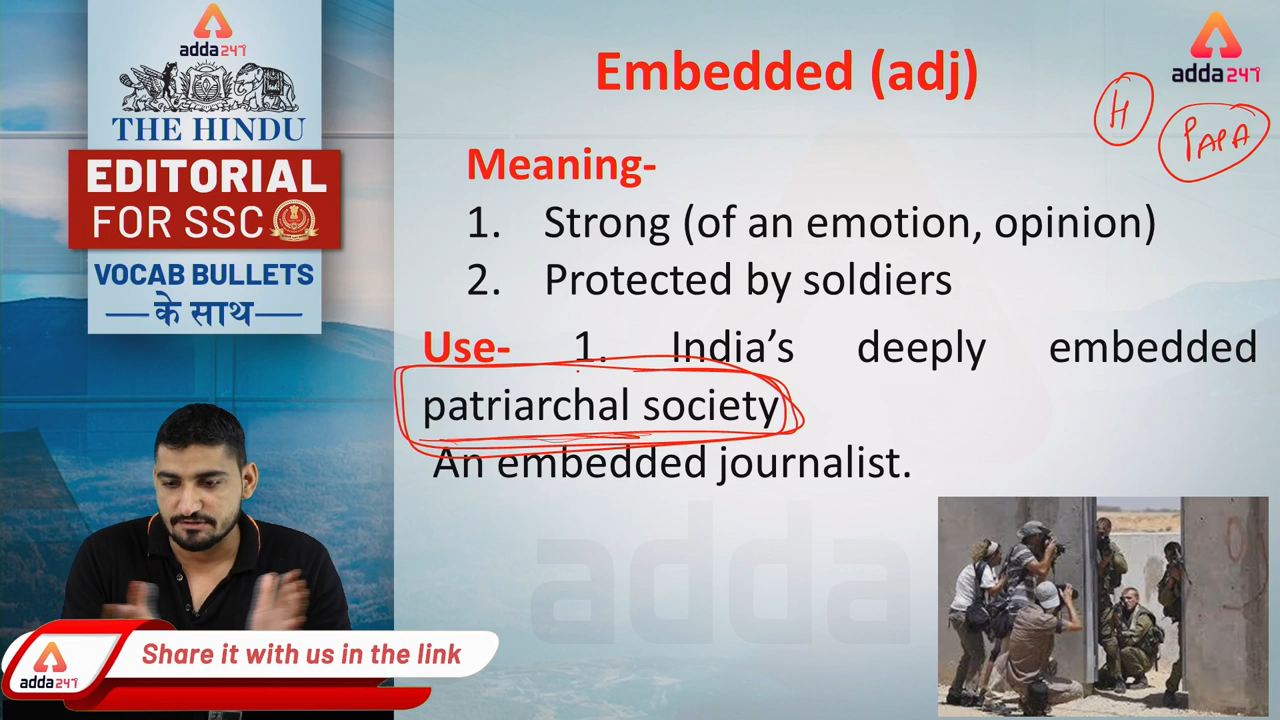 adda247
THE HINDU
EDITORIAL
FOR SSC
VOCAB BULLETS
के साथ
Embedded (adj)
adda247
H
PAPA
Meaning-
1. Strong (of an emotion, opinion)
2. Protected by soldiers
Use- 1. India’s deeply embedded
patriarchal society
An embedded journalist.
adda
Share it with us in the link
adda247